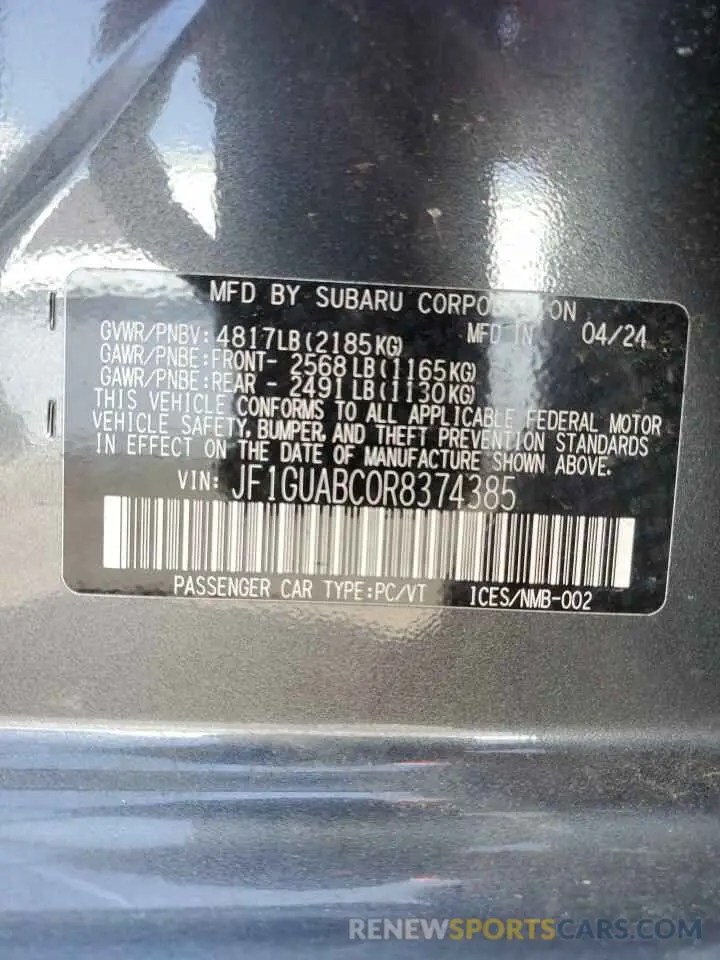 MFD BY SUBARU CORPORATION
GVWR/PNBV: 4817LB (2185KG) MFD IN 04/24
GAWR/PNBE: FRONT- 2568 LB (1165KG)
GAWR/PNBE: REAR - 2491 LB (1130KG)
THIS VEHICLE CONFORMS TO ALL APPLICABLE FEDERAL MOTOR
VEHICLE SAFETY, BUMPER, AND THEFT PREVENTION STANDARDS
IN EFFECT ON THE DATE OF MANUFACTURE SHOWN ABOVE.
VIN: JF1GUABC0R8374385
PASSENGER CAR TYPE:PC/VT ICES/NMB-002
RENEWSPORTSCARS.COM